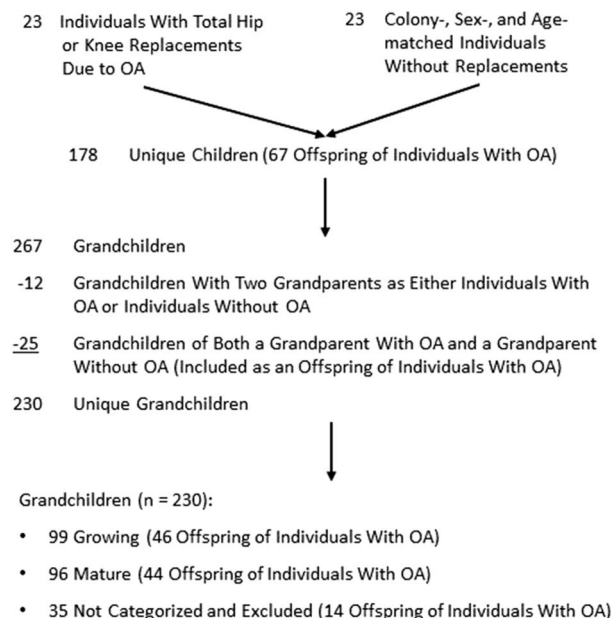 23 Individuals With Total Hip
or Knee Replacements
Due to OA
23 Colony-, Sex-, and Age-
matched Individuals
Without Replacements
178 Unique Children (67 Offspring of Individuals With OA)
267 Grandchildren
-12 Grandchildren With Two Grandparents as Either Individuals With
OA or Individuals Without OA
-25 Grandchildren of Both a Grandparent With OA and a Grandparent
Without OA (Included as an Offspring of Individuals With OA)
230 Unique Grandchildren
Grandchildren (n = 230):
• 99 Growing (46 Offspring of Individuals With OA)
• 96 Mature (44 Offspring of Individuals With OA)
• 35 Not Categorized and Excluded (14 Offspring of Individuals With OA)